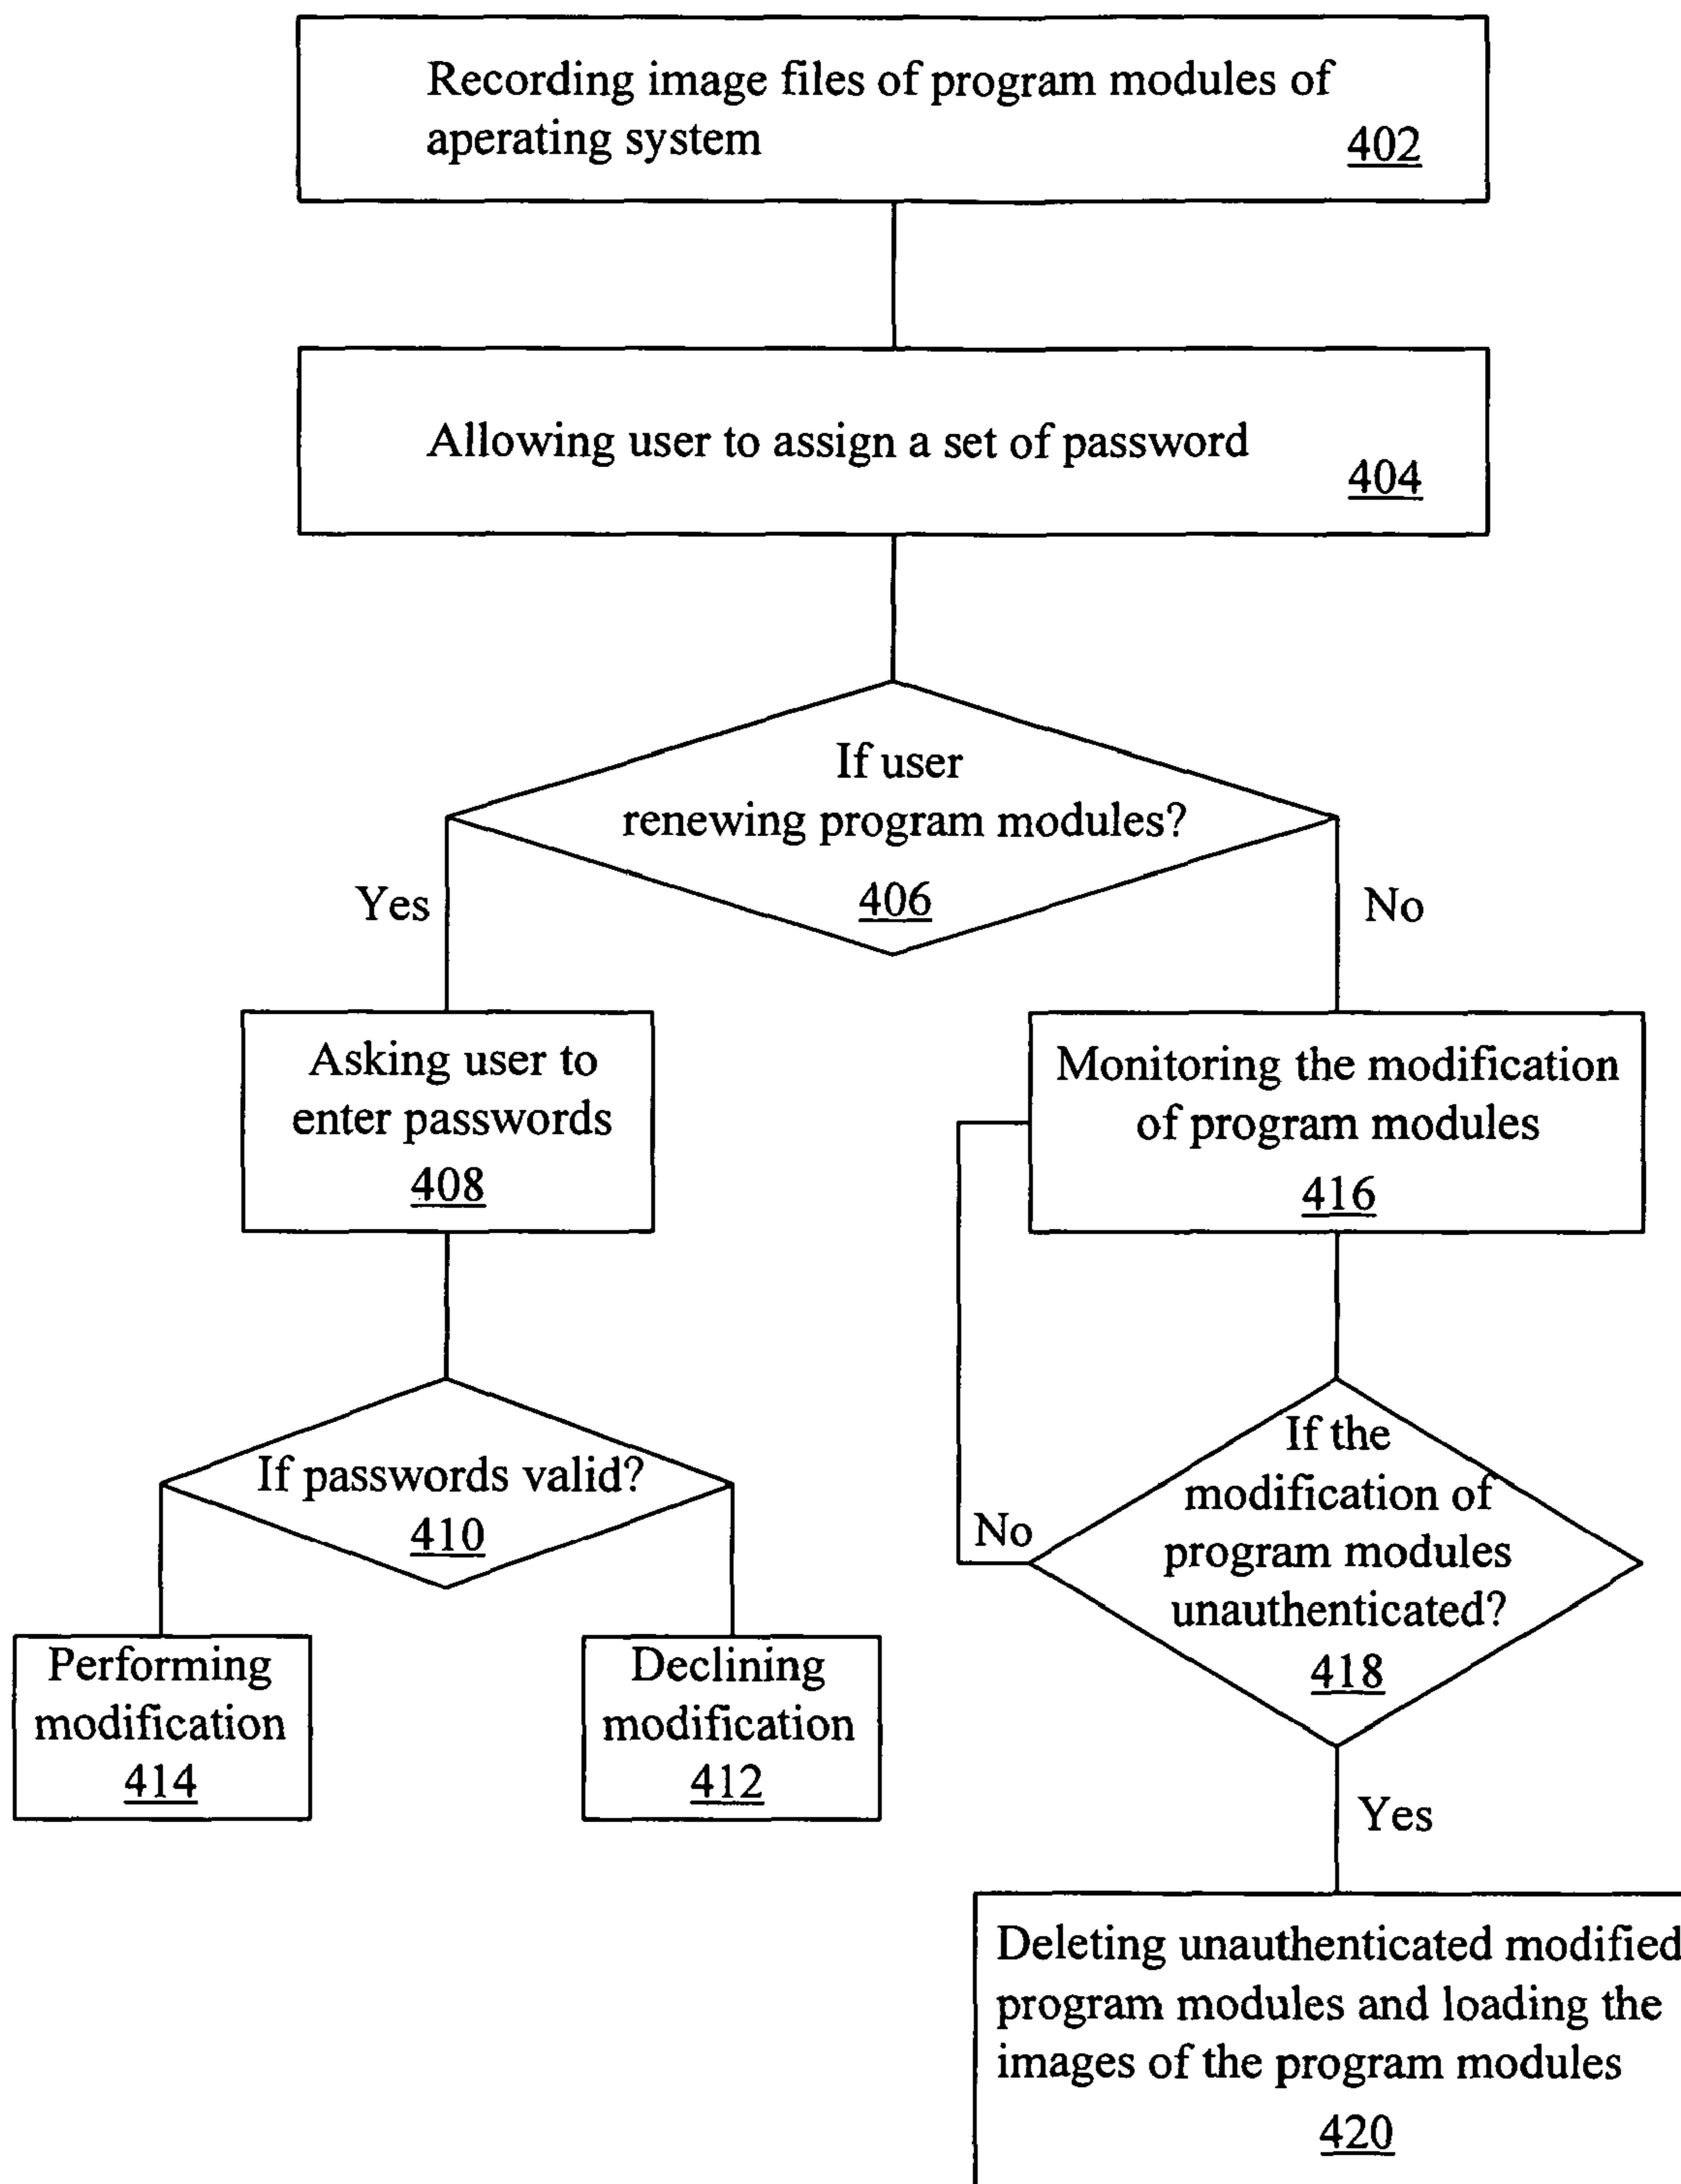 Recording image files of program modules of
aperating system
402
Allowing user to assign a set of password
404
If user
renewing program modules?
406
Yes
No
Asking user to
enter passwords
408
Monitoring the modification
of program modules
416
If passwords valid?
410
If the
modification of
program modules
unauthenticated?
418
No
Performing
modification
414
Declining
modification
412
Yes
Deleting unauthenticated modified
program modules and loading the
images of the program modules
420